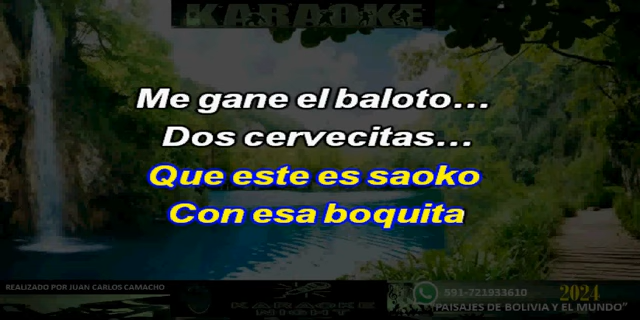 KARAOKE
Me gane el baloto...
Dos cervecitas...
Que este es saoko
Con esa boquita
REALIZADO POR JUAN CARLOS CAMACHO
KARAOKE
591-721933610
2024
"PAISAJES DE BOLIVIA Y EL MUNDO"